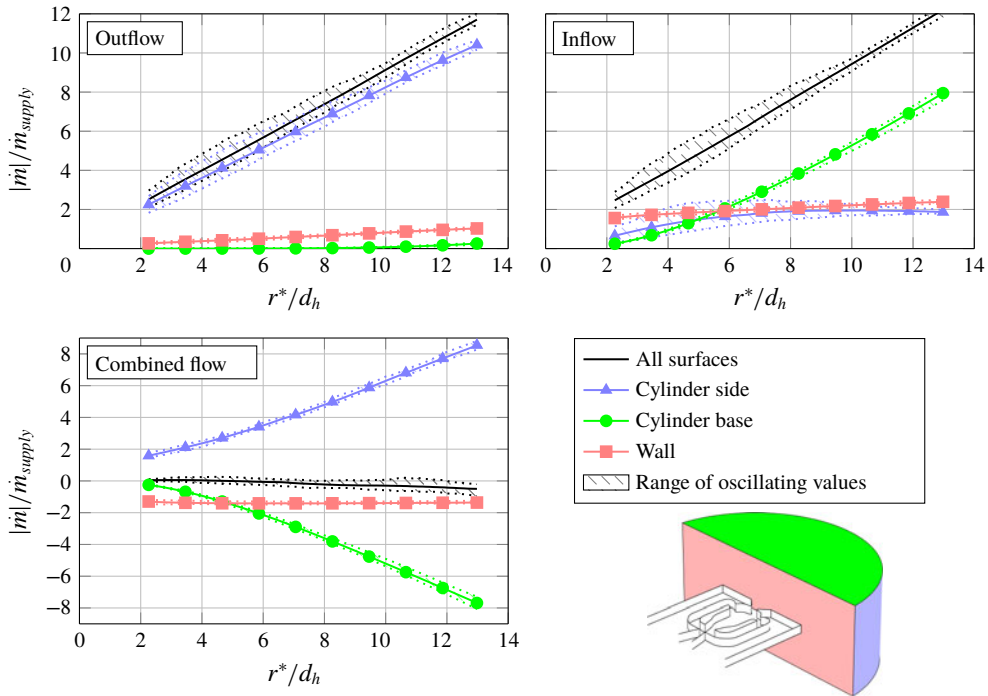 Outflow
12
10
8
6
4
2
0
|ṁ|/ṁ_supply
2 4 6 8 10 12 14
r*/d_h
Inflow
0 2 4 6 8 10 12 14
r*/d_h
Combined flow
8
6
4
2
0
−2
−4
−6
−8
|ṁ|/ṁ_supply
0 2 4 6 8 10 12 14
r*/d_h
All surfaces
Cylinder side
Cylinder base
Wall
Range of oscillating values